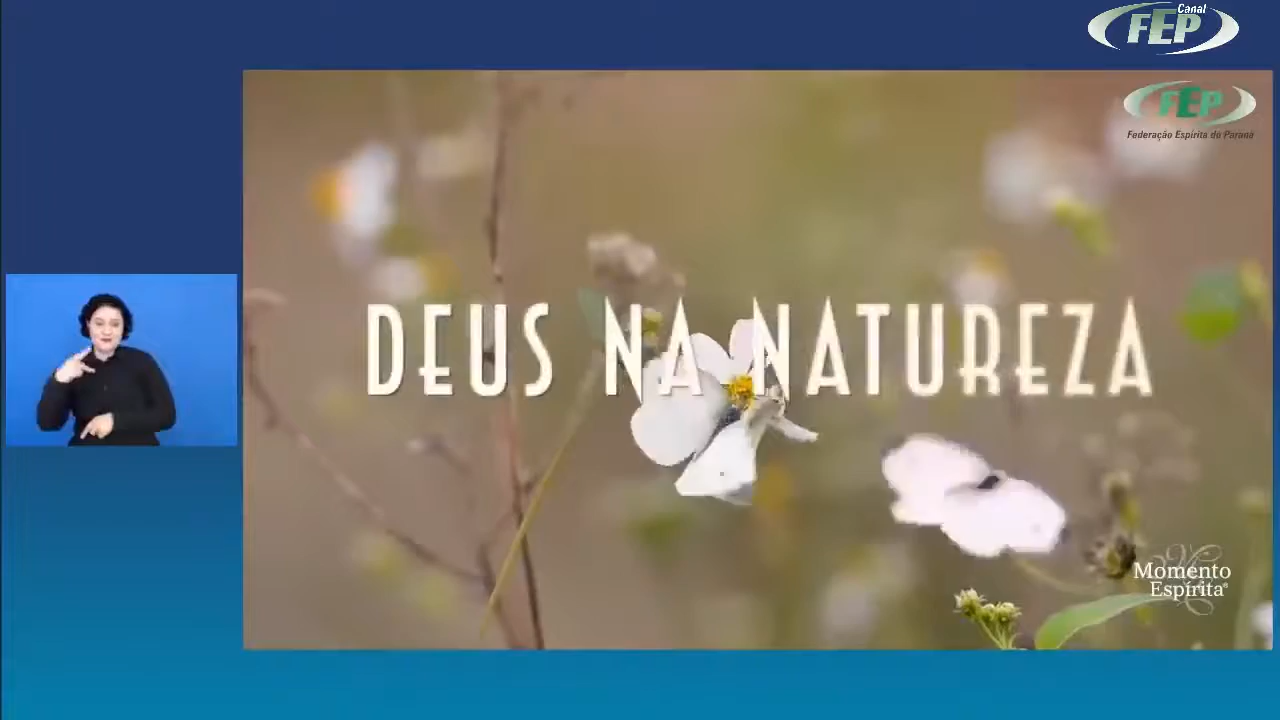 Canal
FEP
FEP
Federação Espírita do Paraná
DEUS NA NATUREZA
Momento
Espírita